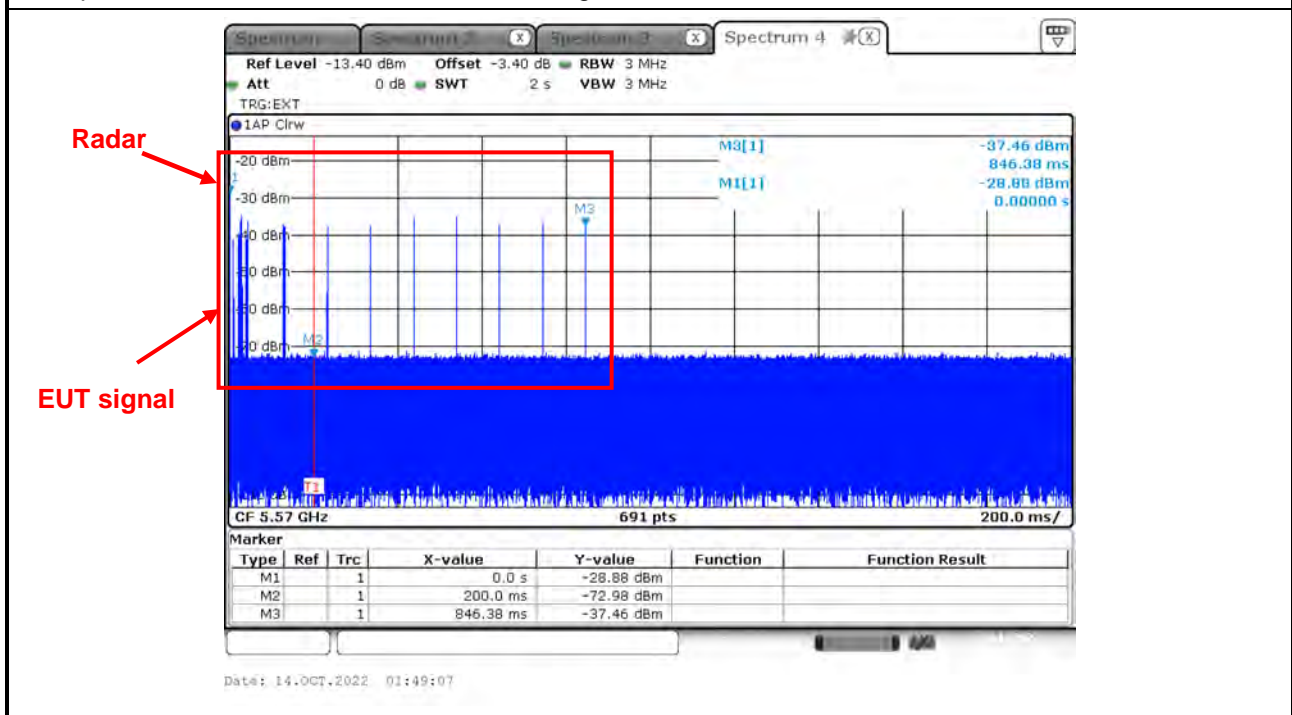 Spectrum 4
Ref Level -13.40 dBm Offset -3.40 dB RBW 3 MHz
Att 0 dB SWT 2 s VBW 3 MHz
TRG:EXT
1AP Clrw
Radar
EUT signal
M3[1] -37.46 dBm
846.38 ms
M1[1] -28.88 dBm
0.00000 s
-20 dBm
-30 dBm
M3
M2
T1
CF 5.57 GHz 691 pts 200.0 ms/
Marker
Type Ref Trc X-value Y-value Function Function Result
M1 1 0.0 s -28.88 dBm
M2 1 200.0 ms -72.98 dBm
M3 1 846.38 ms -37.46 dBm
Date: 14.OCT.2022 01:49:07